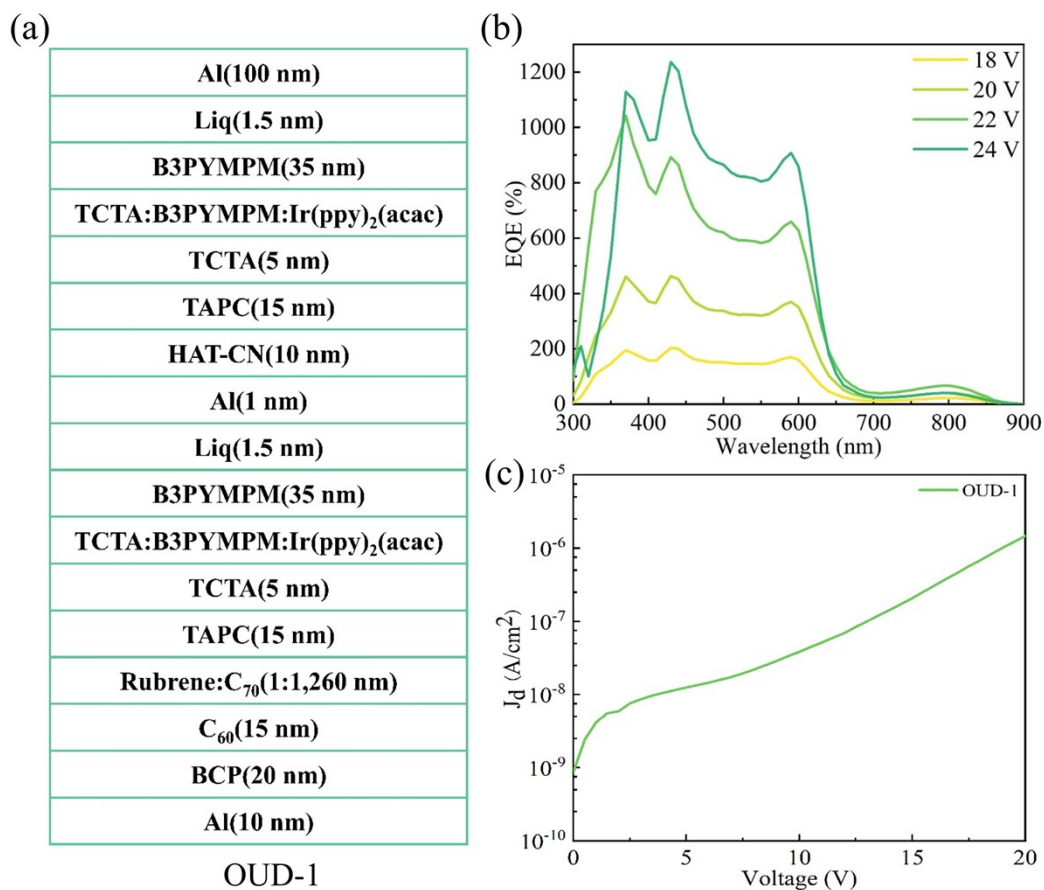 (a)
Al(100 nm)
Liq(1.5 nm)
B3PYMPM(35 nm)
TCTA:B3PYMPM:Ir(ppy)₂(acac)
TCTA(5 nm)
TAPC(15 nm)
HAT-CN(10 nm)
Al(1 nm)
Liq(1.5 nm)
B3PYMPM(35 nm)
TCTA:B3PYMPM:Ir(ppy)₂(acac)
TCTA(5 nm)
TAPC(15 nm)
Rubrene:C₇₀(1:1,260 nm)
C₆₀(15 nm)
BCP(20 nm)
Al(10 nm)
OUD-1
(b)
18 V
20 V
22 V
24 V
EQE (%)
1200
1000
800
600
400
200
0
300 400 500 600 700 800 900
Wavelength (nm)
(c)
OUD-1
J_d (A/cm²)
10⁻⁵
10⁻⁶
10⁻⁷
10⁻⁸
10⁻⁹
10⁻¹⁰
0 5 10 15 20
Voltage (V)